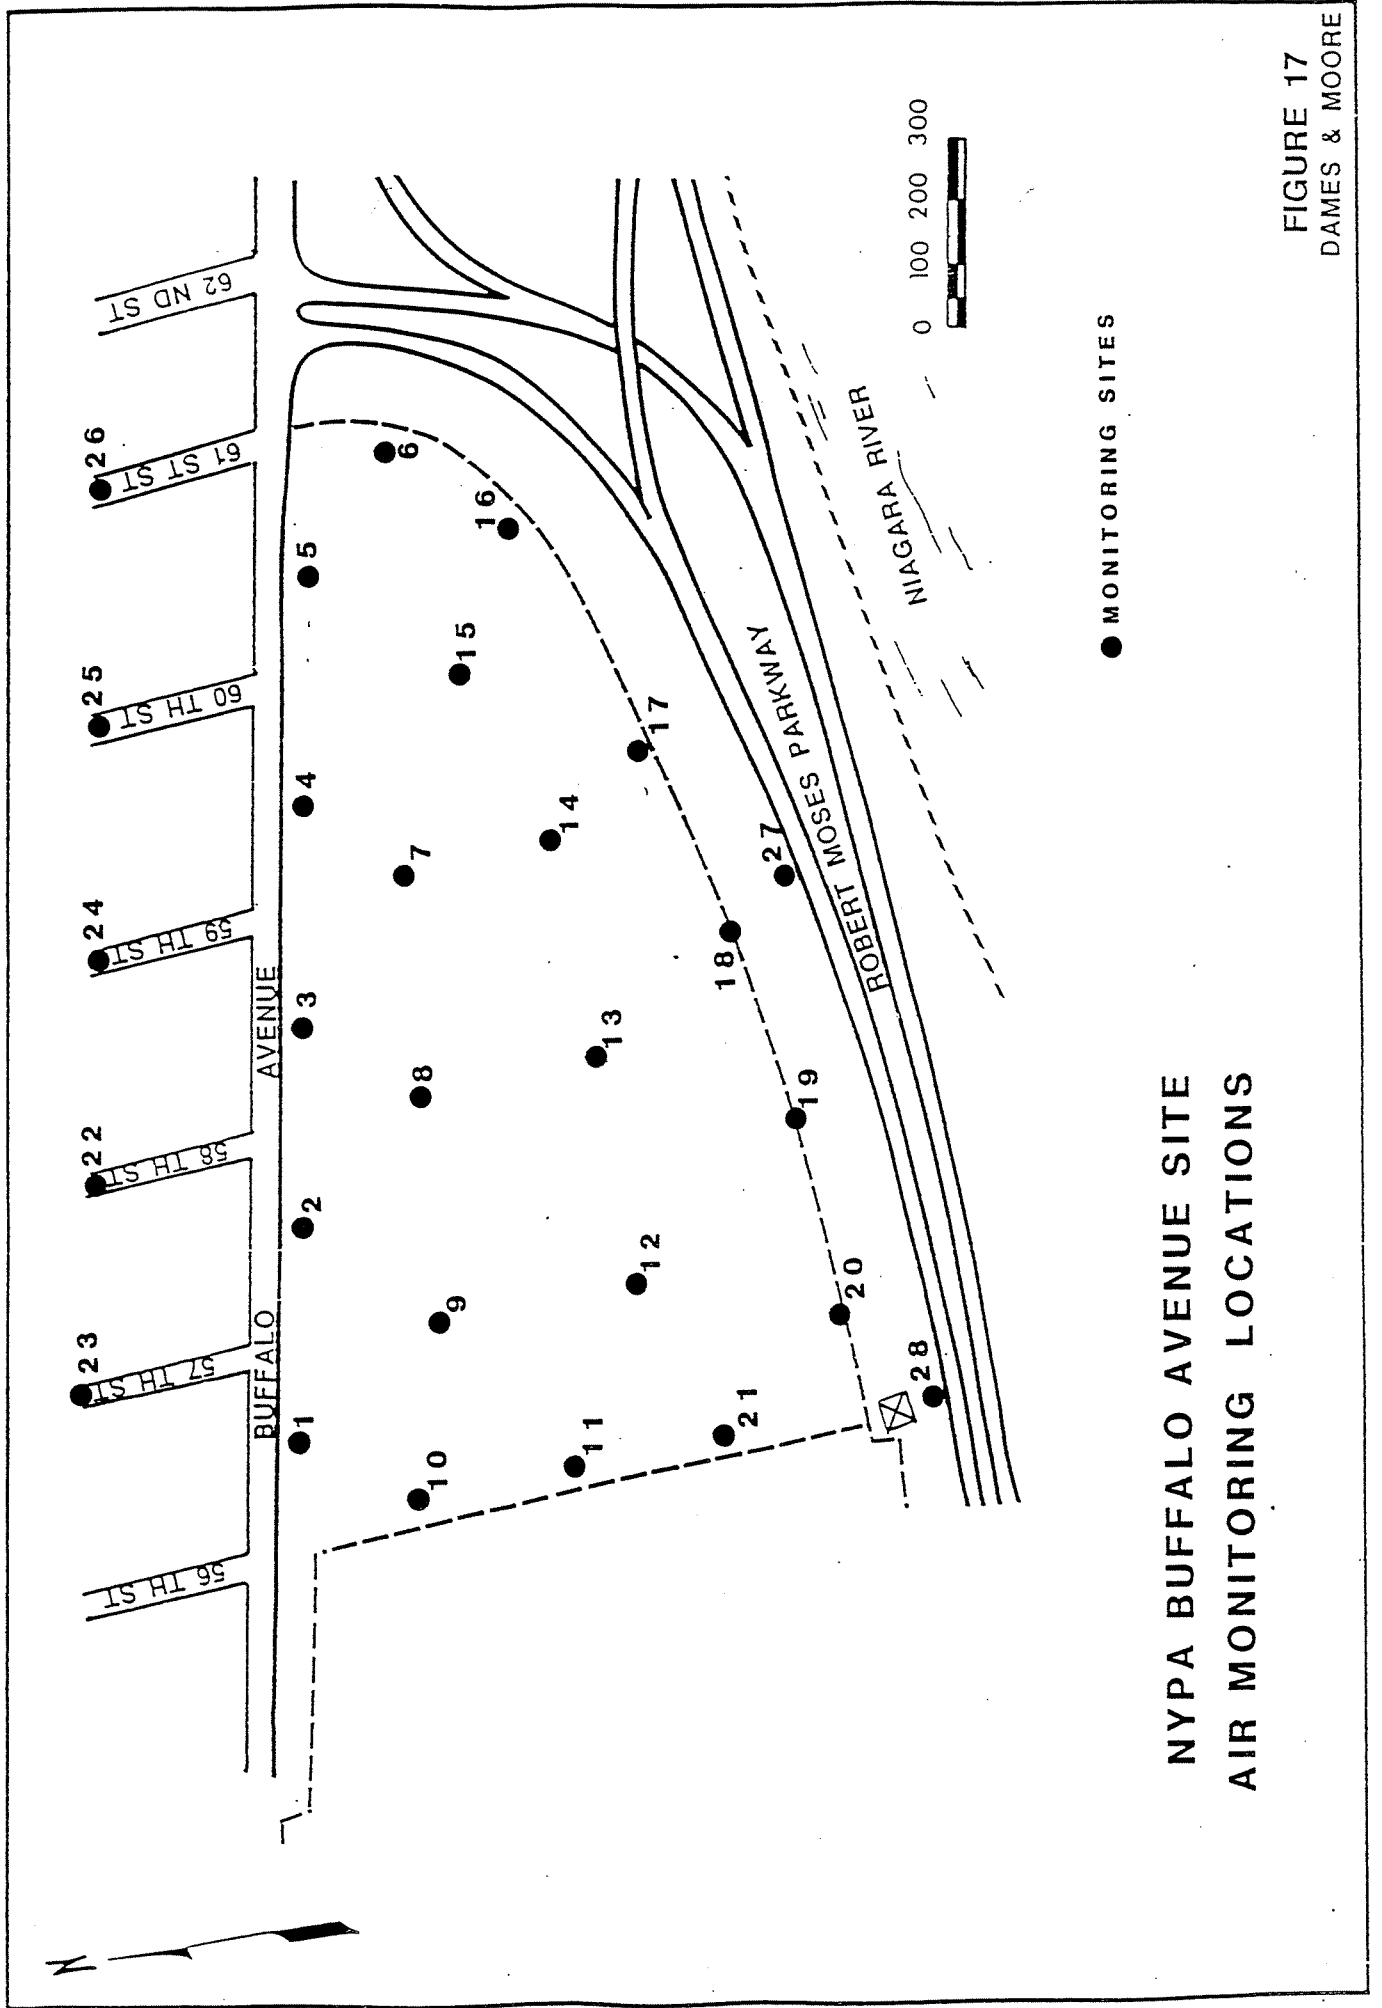 N
56 TH ST
57 TH ST
58 TH ST
59 TH ST
60 TH ST
61 ST ST
62 ND ST
23
22
24
25
26
BUFFALO AVENUE
1
2
3
4
5
6
10
9
8
7
15
16
11
12
13
14
17
21
20
19
18
27
28
ROBERT MOSES PARKWAY
NIAGARA RIVER
0 100 200 300
MONITORING SITES
NYPA BUFFALO AVENUE SITE
AIR MONITORING LOCATIONS
FIGURE 17
DAMES & MOORE